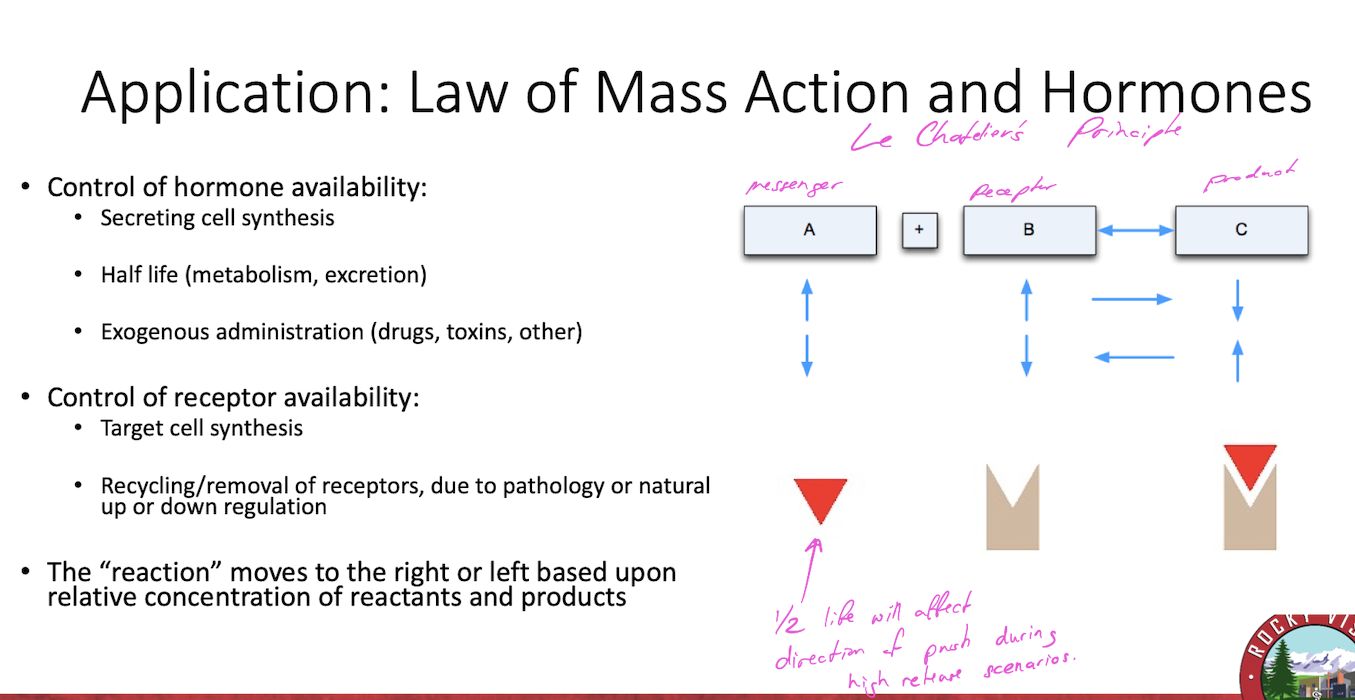 Application: Law of Mass Action and Hormones
Le Chatelier's Principle
• Control of hormone availability:
• Secreting cell synthesis
• Half life (metabolism, excretion)
• Exogenous administration (drugs, toxins, other)
• Control of receptor availability:
• Target cell synthesis
• Recycling/removal of receptors, due to pathology or natural
up or down regulation
• The “reaction” moves to the right or left based upon
relative concentration of reactants and products
messenger
Receptor
product
A
+
B
C
1/2 life will affect
direction of push during
high release scenarios.
ROCKY VIS